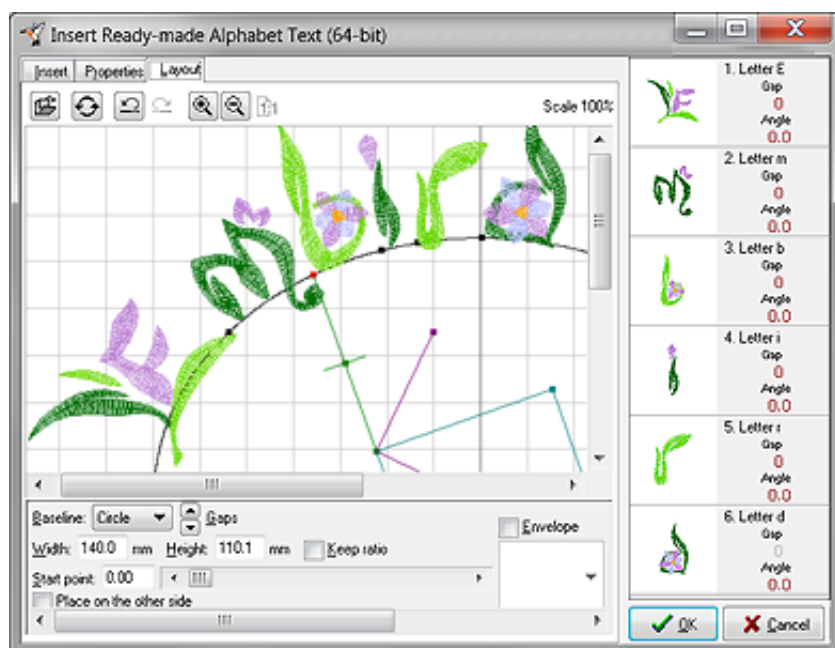 Insert Ready-made Alphabet Text (64-bit)
Insert Properties Layout
1:1 Scale 100%
1. Letter E
Gap
0
Angle
0.0
2. Letter m
Gap
0
Angle
0.0
3. Letter b
Gap
0
Angle
0.0
4. Letter i
Gap
0
Angle
0.0
5. Letter r
Gap
0
Angle
0.0
6. Letter d
Gap
0
Angle
0.0
Embird
Baseline: Circle Gaps
Envelope
Width: 140.0 mm Height: 110.1 mm Keep ratio
Start point: 0.00
Place on the other side
OK Cancel